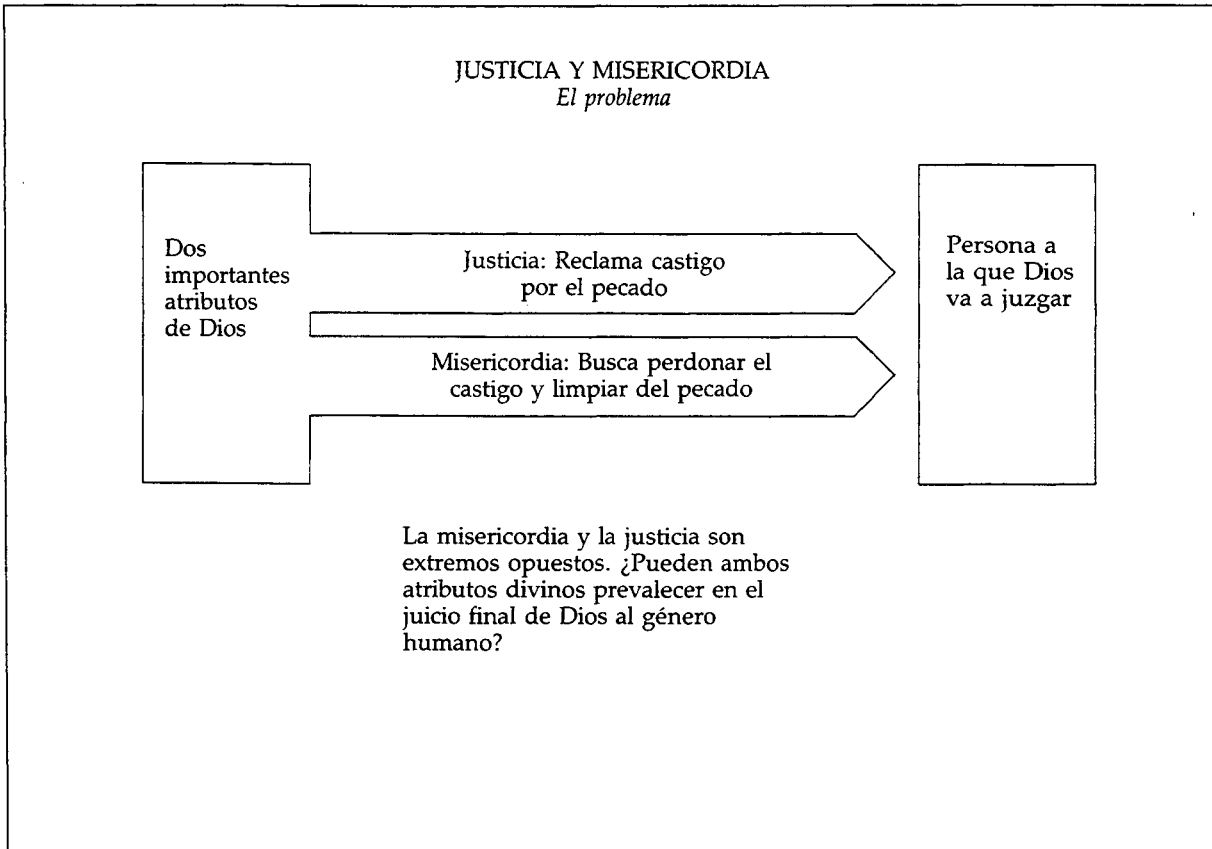 JUSTICIA Y MISERICORDIA
El problema
Dos
importantes
atributos
de Dios
Justicia: Reclama castigo
por el pecado
Misericordia: Busca perdonar el
castigo y limpiar del pecado
Persona a
la que Dios
va a juzgar
La misericordia y la justicia son
extremos opuestos. ¿Pueden ambos
atributos divinos prevalecer en el
juicio final de Dios al género
humano?